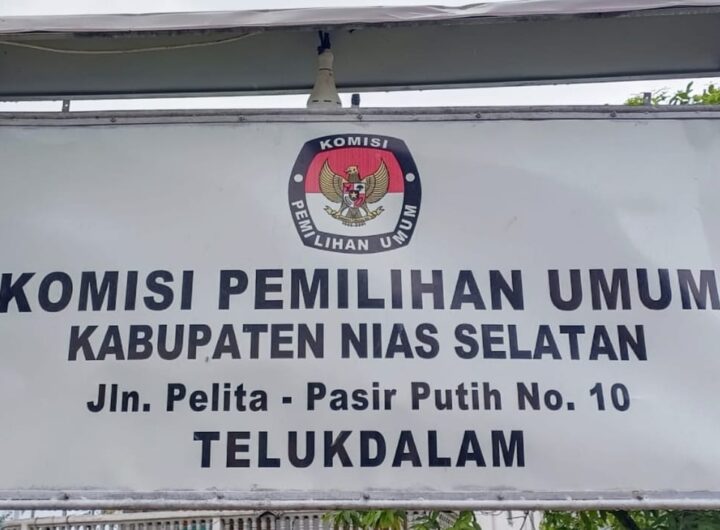 KOMISI
PEMILIHAN UMUM
KOMISI PEMILIHAN UMUM
KABUPATEN NIAS SELATAN
Jln. Pelita - Pasir Putih No. 10
TELUKDALAM